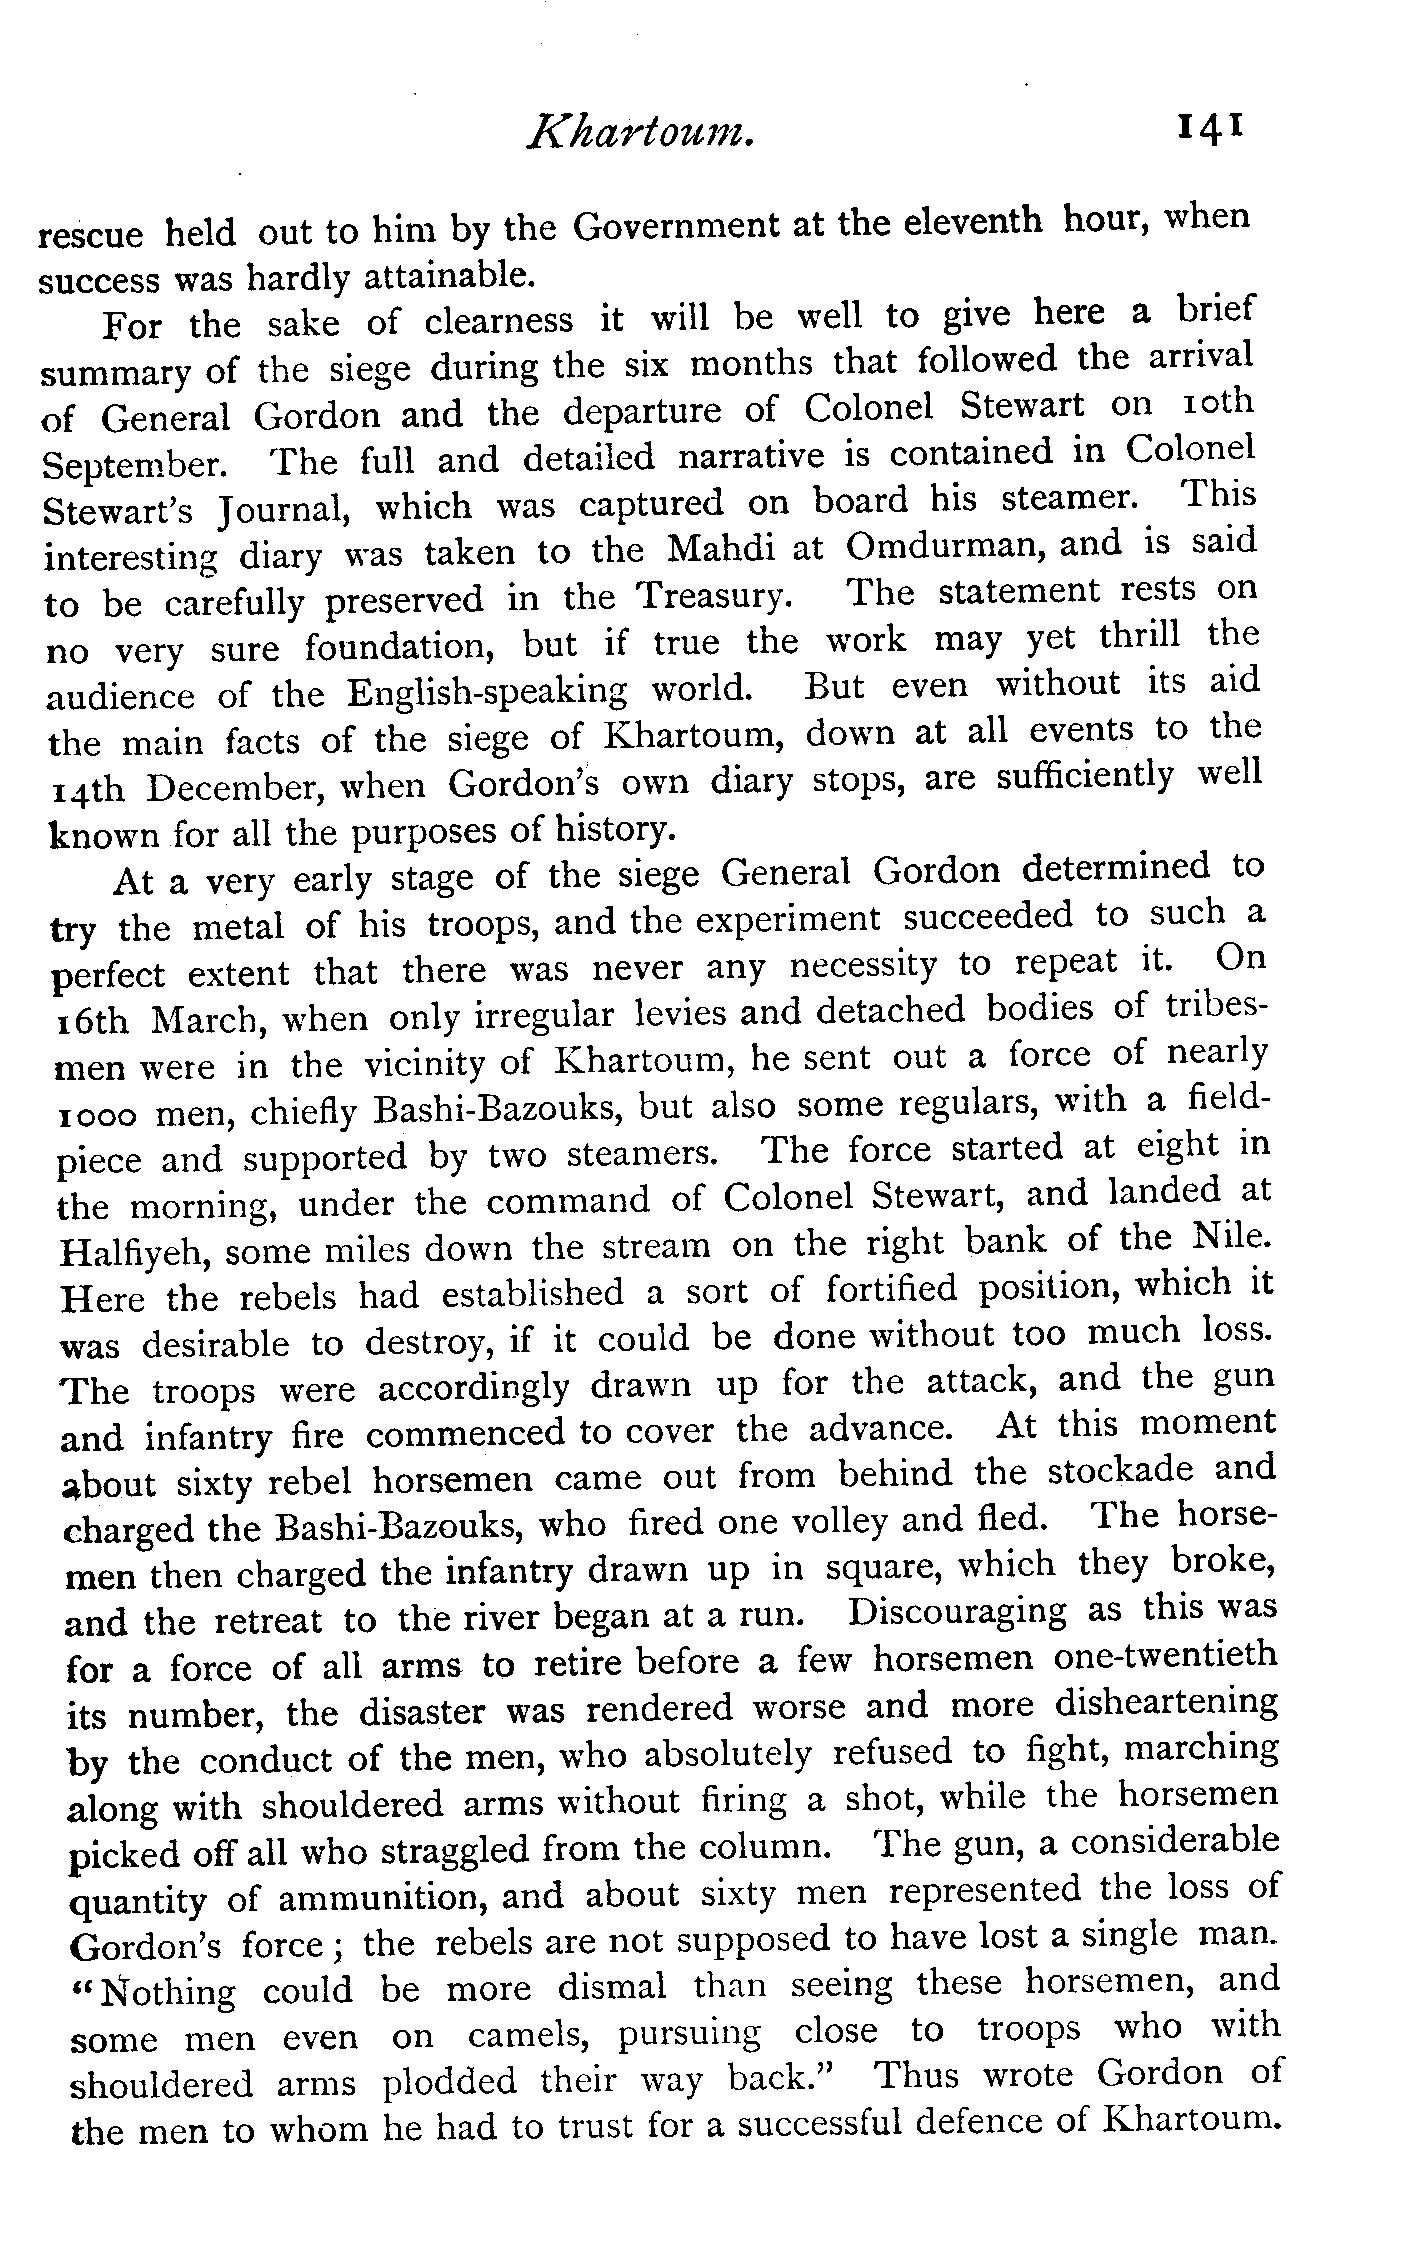 Khartoum. 141
rescue held out to him by the Government at the eleventh hour, when
success was hardly attainable.
For the sake of clearness it will be well to give here a brief
summary of the siege during the six months that followed the arrival
of General Gordon and the departure of Colonel Stewart on 10th
September. The full and detailed narrative is contained in Colonel
Stewart's Journal, which was captured on board his steamer. This
interesting diary was taken to the Mahdi at Omdurman, and is said
to be carefully preserved in the Treasury. The statement rests on
no very sure foundation, but if true the work may yet thrill the
audience of the English-speaking world. But even without its aid
the main facts of the siege of Khartoum, down at all events to the
14th December, when Gordon's own diary stops, are sufficiently well
known for all the purposes of history.
At a very early stage of the siege General Gordon determined to
try the metal of his troops, and the experiment succeeded to such a
perfect extent that there was never any necessity to repeat it. On
16th March, when only irregular levies and detached bodies of tribes-
men were in the vicinity of Khartoum, he sent out a force of nearly
1000 men, chiefly Bashi-Bazouks, but also some regulars, with a field-
piece and supported by two steamers. The force started at eight in
the morning, under the command of Colonel Stewart, and landed at
Halfiyeh, some miles down the stream on the right bank of the Nile.
Here the rebels had established a sort of fortified position, which it
was desirable to destroy, if it could be done without too much loss.
The troops were accordingly drawn up for the attack, and the gun
and infantry fire commenced to cover the advance. At this moment
about sixty rebel horsemen came out from behind the stockade and
charged the Bashi-Bazouks, who fired one volley and fled. The horse-
men then charged the infantry drawn up in square, which they broke,
and the retreat to the river began at a run. Discouraging as this was
for a force of all arms to retire before a few horsemen one-twentieth
its number, the disaster was rendered worse and more disheartening
by the conduct of the men, who absolutely refused to fight, marching
along with shouldered arms without firing a shot, while the horsemen
picked off all who straggled from the column. The gun, a considerable
quantity of ammunition, and about sixty men represented the loss of
Gordon's force; the rebels are not supposed to have lost a single man.
"Nothing could be more dismal than seeing these horsemen, and
some men even on camels, pursuing close to troops who with
shouldered arms plodded their way back." Thus wrote Gordon of
the men to whom he had to trust for a successful defence of Khartoum.